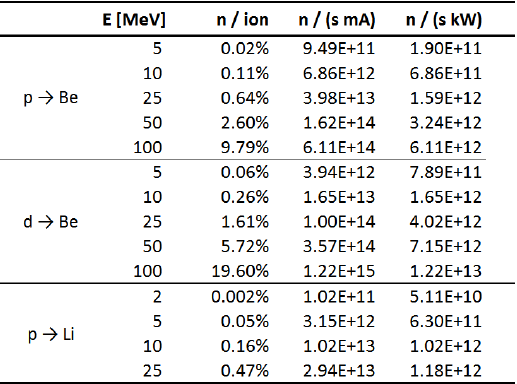 E [MeV] n / ion n / (s mA) n / (s kW)
5 0.02% 9.49E+11 1.90E+11
10 0.11% 6.86E+12 6.86E+11
p → Be 25 0.64% 3.98E+13 1.59E+12
50 2.60% 1.62E+14 3.24E+12
100 9.79% 6.11E+14 6.11E+12
5 0.06% 3.94E+12 7.89E+11
10 0.26% 1.65E+13 1.65E+12
d → Be 25 1.61% 1.00E+14 4.02E+12
50 5.72% 3.57E+14 7.15E+12
100 19.60% 1.22E+15 1.22E+13
2 0.002% 1.02E+11 5.11E+10
p → Li 5 0.05% 3.15E+12 6.30E+11
10 0.16% 1.02E+13 1.02E+12
25 0.47% 2.94E+13 1.18E+12